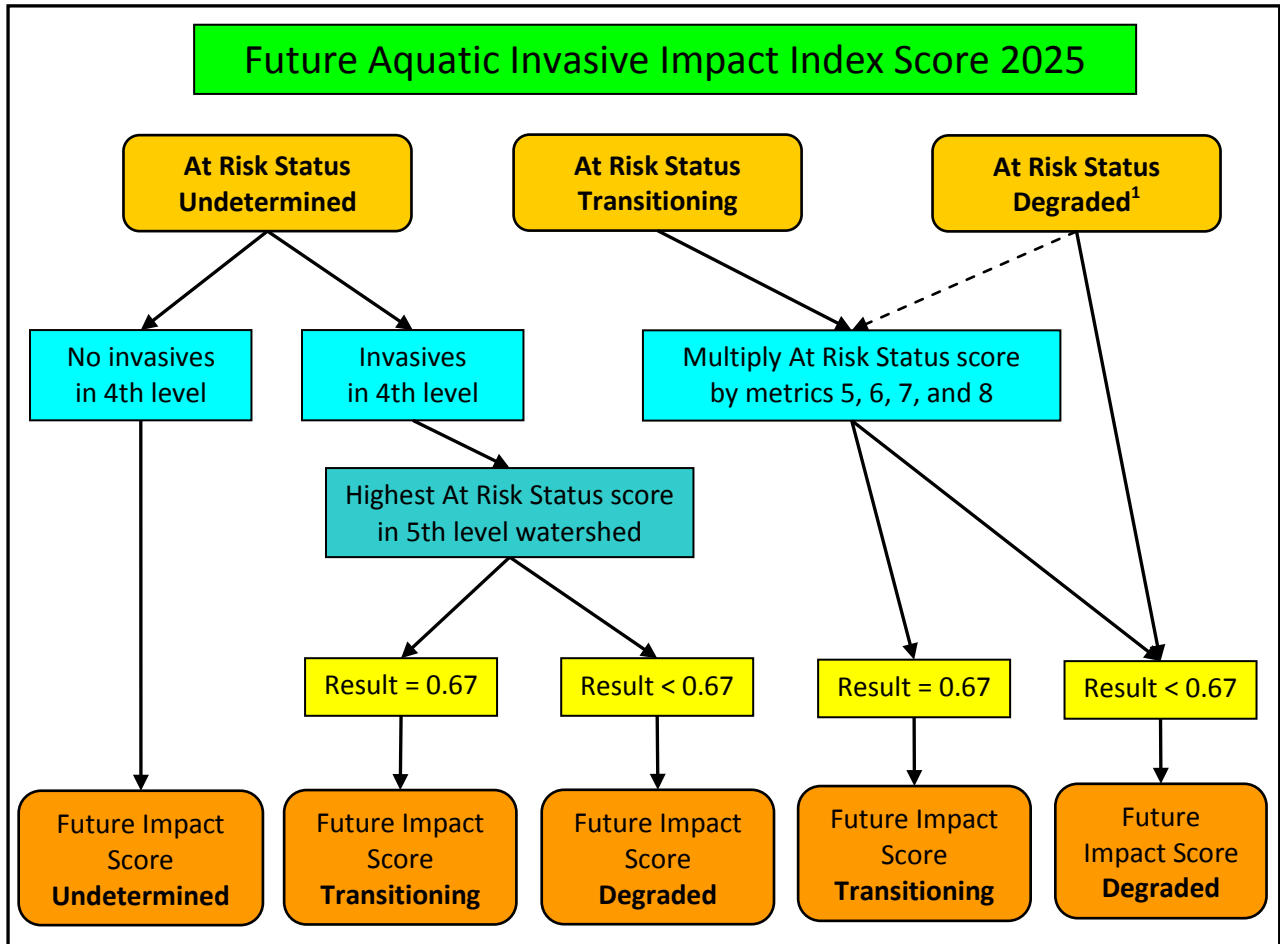 Future Aquatic Invasive Impact Index Score 2025
At Risk Status
Undetermined
At Risk Status
Transitioning
At Risk Status
Degraded¹
No invasives
in 4th level
Invasives
in 4th level
Multiply At Risk Status score
by metrics 5, 6, 7, and 8
Highest At Risk Status score
in 5th level watershed
Result = 0.67
Result < 0.67
Result = 0.67
Result < 0.67
Future Impact
Score
Undetermined
Future Impact
Score
Transitioning
Future Impact
Score
Degraded
Future Impact
Score
Transitioning
Future
Impact Score
Degraded